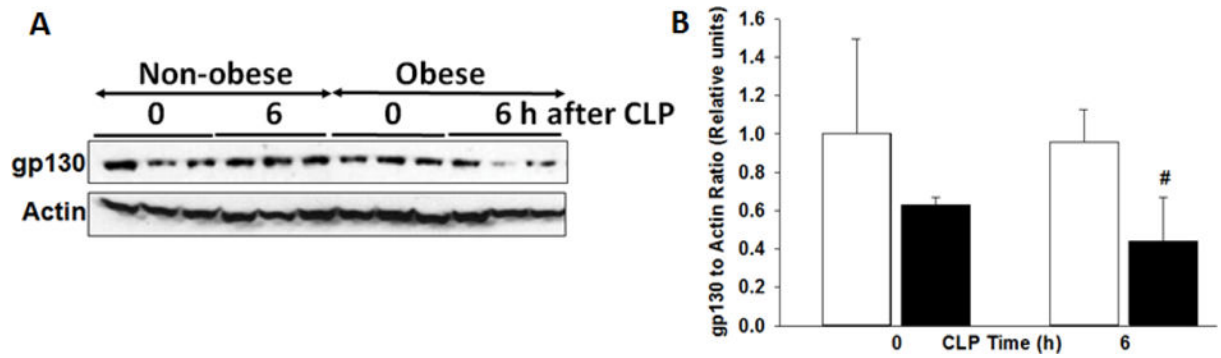 A
Non-obese Obese
0 6 0 6 h after CLP
gp130
Actin
B
gp130 to Actin Ratio (Relative units)
1.6
1.4
1.2
1.0
0.8
0.6
0.4
0.2
0.0
#
0 CLP Time (h) 6